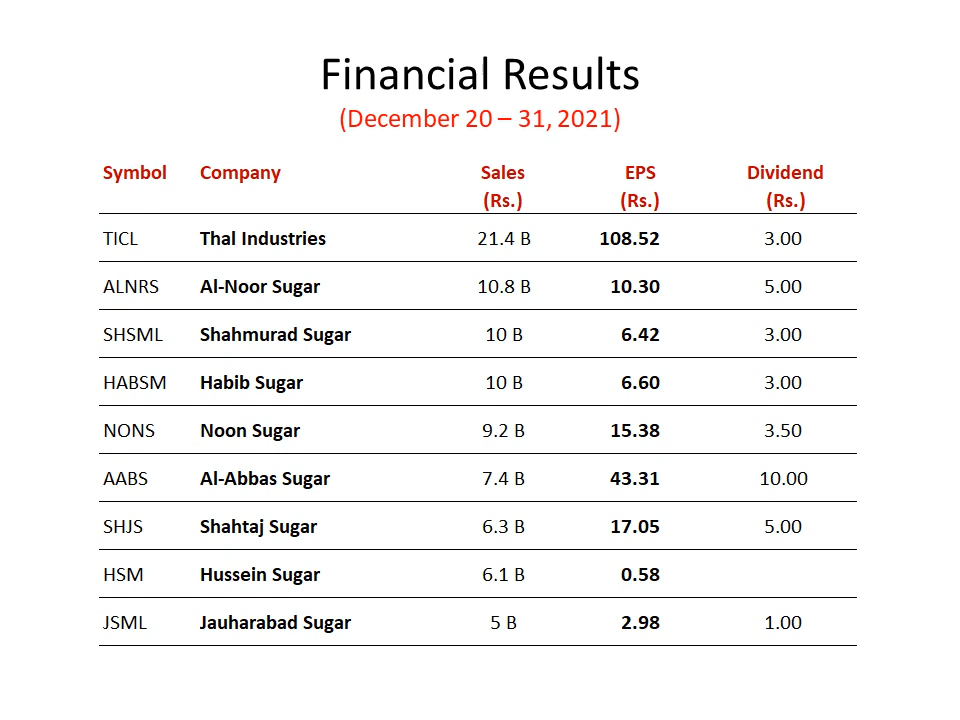 Financial Results
(December 20 – 31, 2021)
Symbol Company Sales EPS Dividend
(Rs.) (Rs.) (Rs.)
TICL Thal Industries 21.4 B 108.52 3.00
ALNRS Al-Noor Sugar 10.8 B 10.30 5.00
SHSML Shahmurad Sugar 10 B 6.42 3.00
HABSM Habib Sugar 10 B 6.60 3.00
NONS Noon Sugar 9.2 B 15.38 3.50
AABS Al-Abbas Sugar 7.4 B 43.31 10.00
SHJS Shahtaj Sugar 6.3 B 17.05 5.00
HSM Hussein Sugar 6.1 B 0.58
JSML Jauharabad Sugar 5 B 2.98 1.00